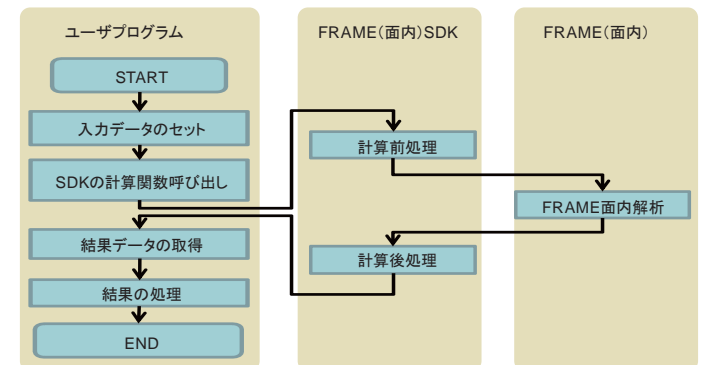 ユーザプログラム
START
入力データのセット
SDKの計算関数呼び出し
結果データの取得
結果の処理
END
FRAME(面内)SDK
計算前処理
計算後処理
FRAME(面内)
FRAME面内解析